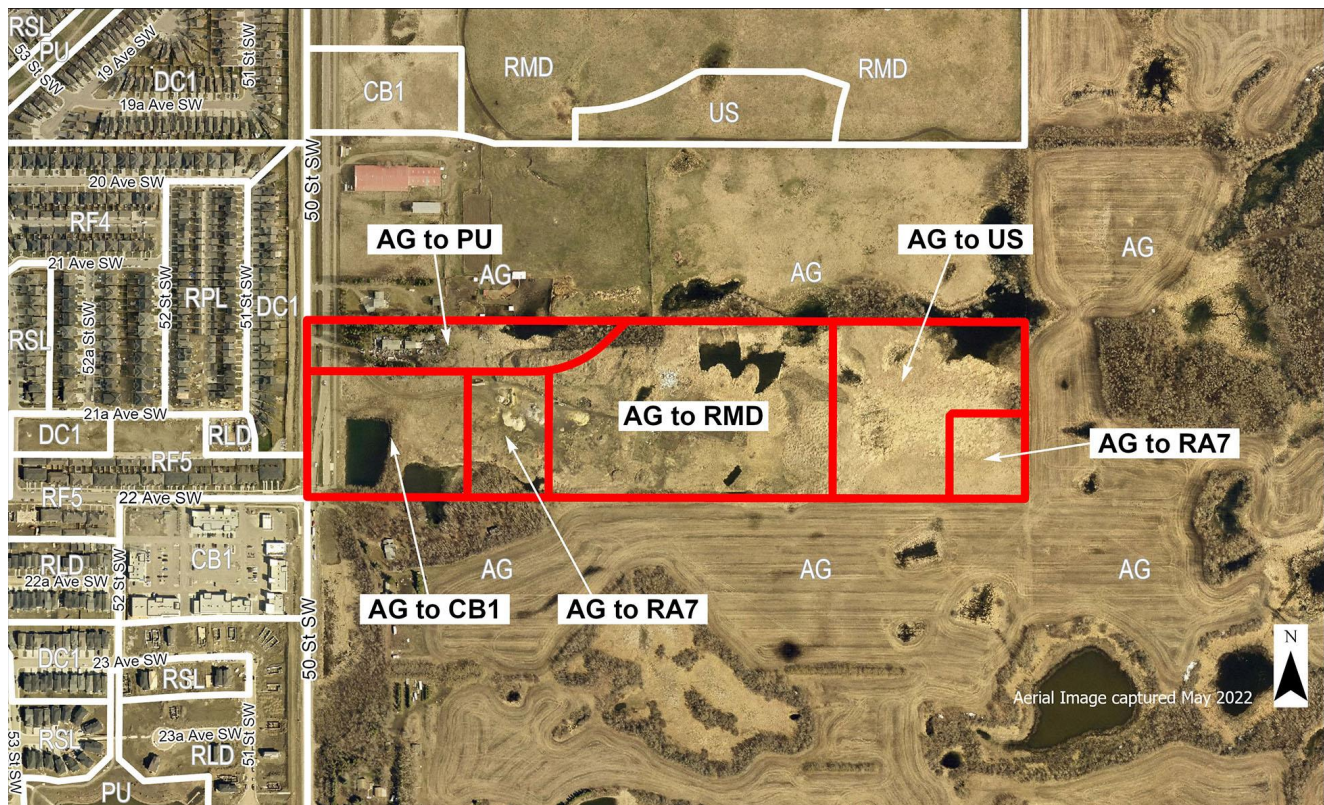 RSL
PU
53 St SW
19 Ave SW
51 St SW
DC1
19a Ave SW
CB1
RMD
RMD
US
50 St SW
20 Ave SW
RF4
AG to PU
AG to US
AG
AG
AG
21 Ave SW
RSL
52a St SW
52 St SW
RPL
51 St SW
DC1
21a Ave SW
DC1
RLD
RF5
AG to RMD
AG to RA7
RF5
22 Ave SW
CB1
RLD
22a Ave SW
52 St SW
AG
AG
AG
AG to CB1
AG to RA7
50 St SW
DC1
23 Ave SW
RSL
N
Aerial Image captured May 2022
RSL
53 St SW
23a Ave SW
RLD
51 St SW
PU